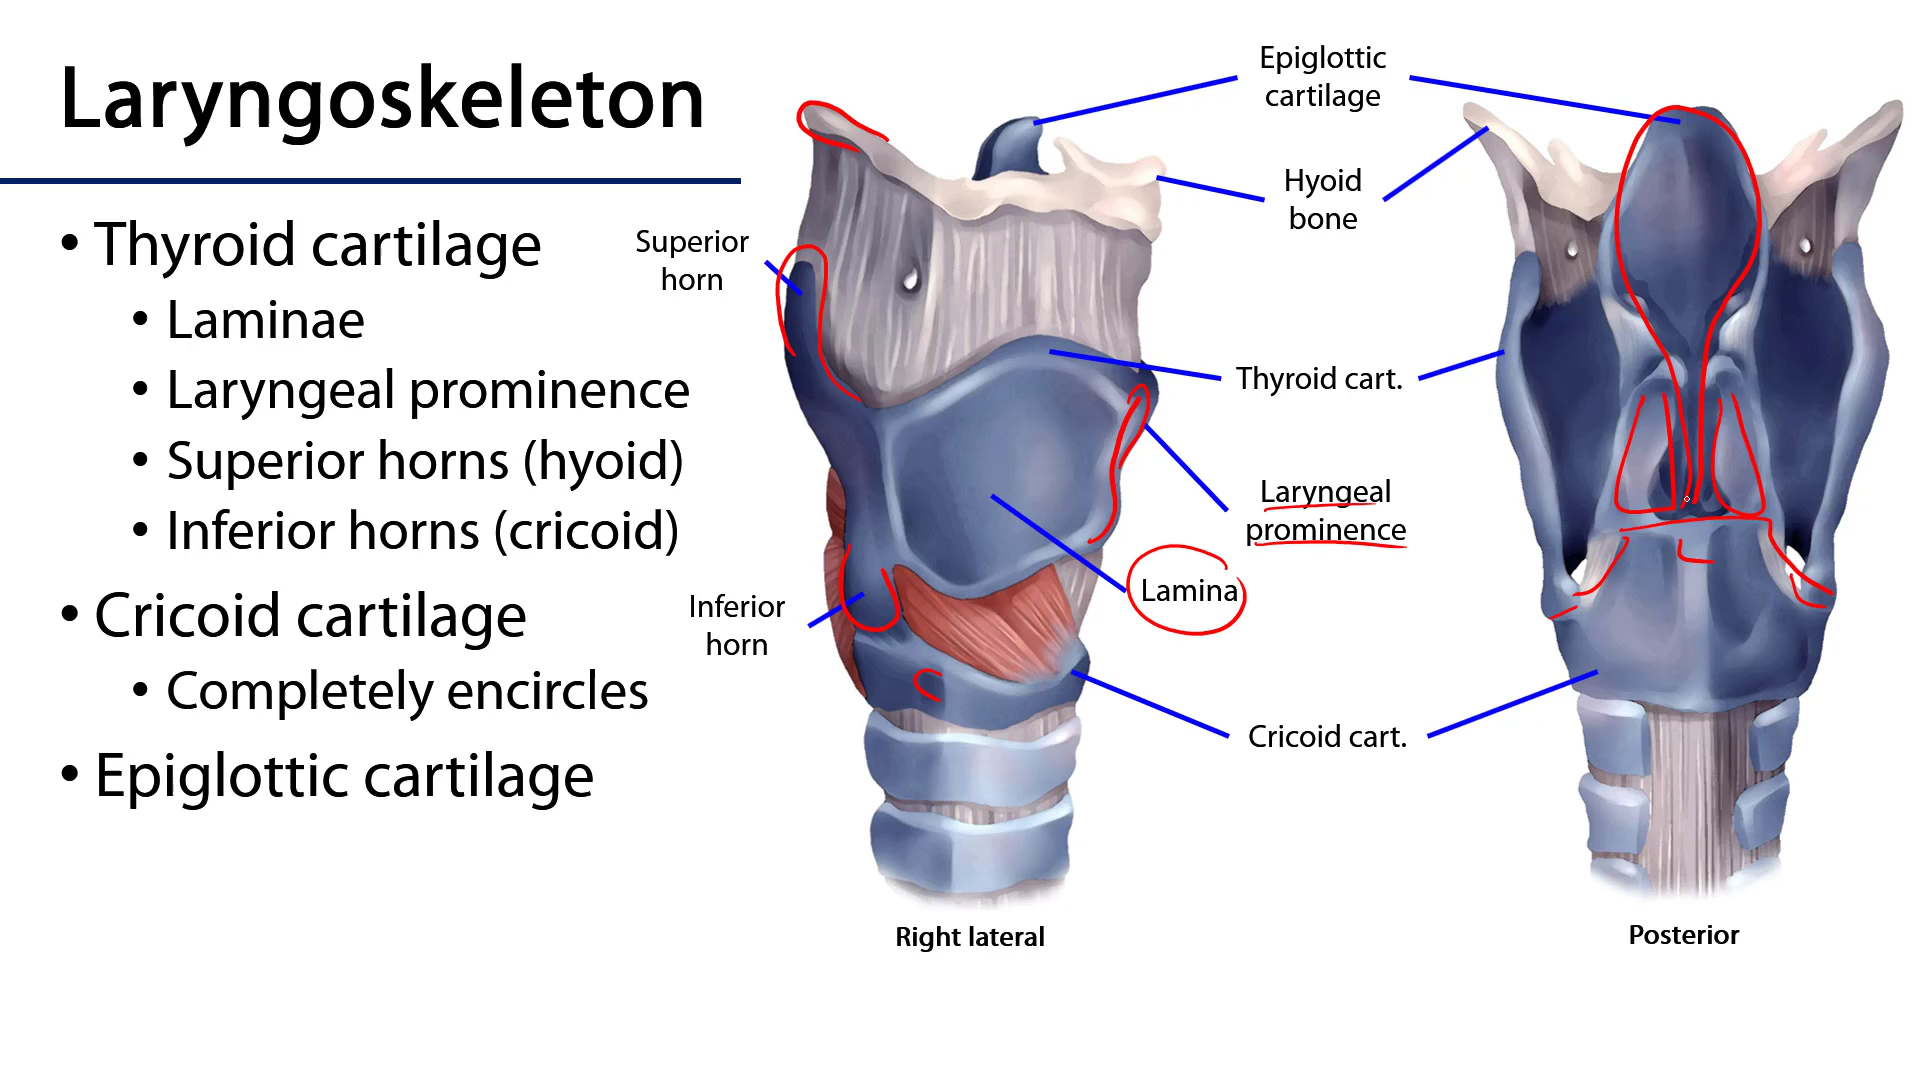 Laryngoskeleton
• Thyroid cartilage
• Laminae
• Laryngeal prominence
• Superior horns (hyoid)
• Inferior horns (cricoid)
• Cricoid cartilage
• Completely encircles
• Epiglottic cartilage
Superior
horn
Inferior
horn
Epiglottic
cartilage
Hyoid
bone
Thyroid cart.
Laryngeal
prominence
Lamina
Cricoid cart.
Right lateral
Posterior